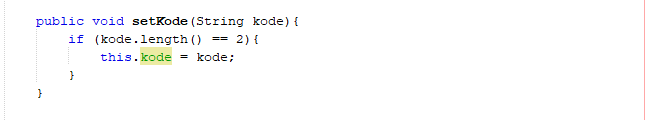 public void setKode(String kode){
if (kode.length() == 2){
this.kode = kode;
}
}